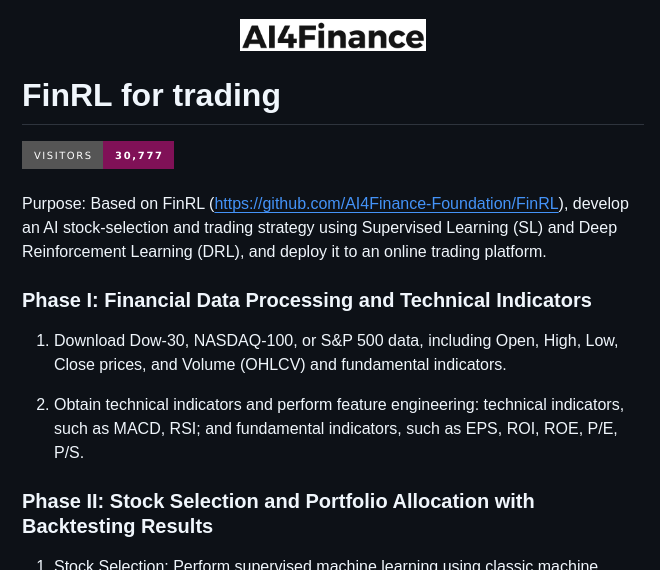 AI4Finance
FinRL for trading
VISITORS 30,777
Purpose: Based on FinRL (https://github.com/AI4Finance-Foundation/FinRL), develop
an AI stock-selection and trading strategy using Supervised Learning (SL) and Deep
Reinforcement Learning (DRL), and deploy it to an online trading platform.
Phase I: Financial Data Processing and Technical Indicators
1. Download Dow-30, NASDAQ-100, or S&P 500 data, including Open, High, Low,
Close prices, and Volume (OHLCV) and fundamental indicators.
2. Obtain technical indicators and perform feature engineering: technical indicators,
such as MACD, RSI; and fundamental indicators, such as EPS, ROI, ROE, P/E,
P/S.
Phase II: Stock Selection and Portfolio Allocation with
Backtesting Results
1. Stock Selection: Perform supervised machine learning using classic machine